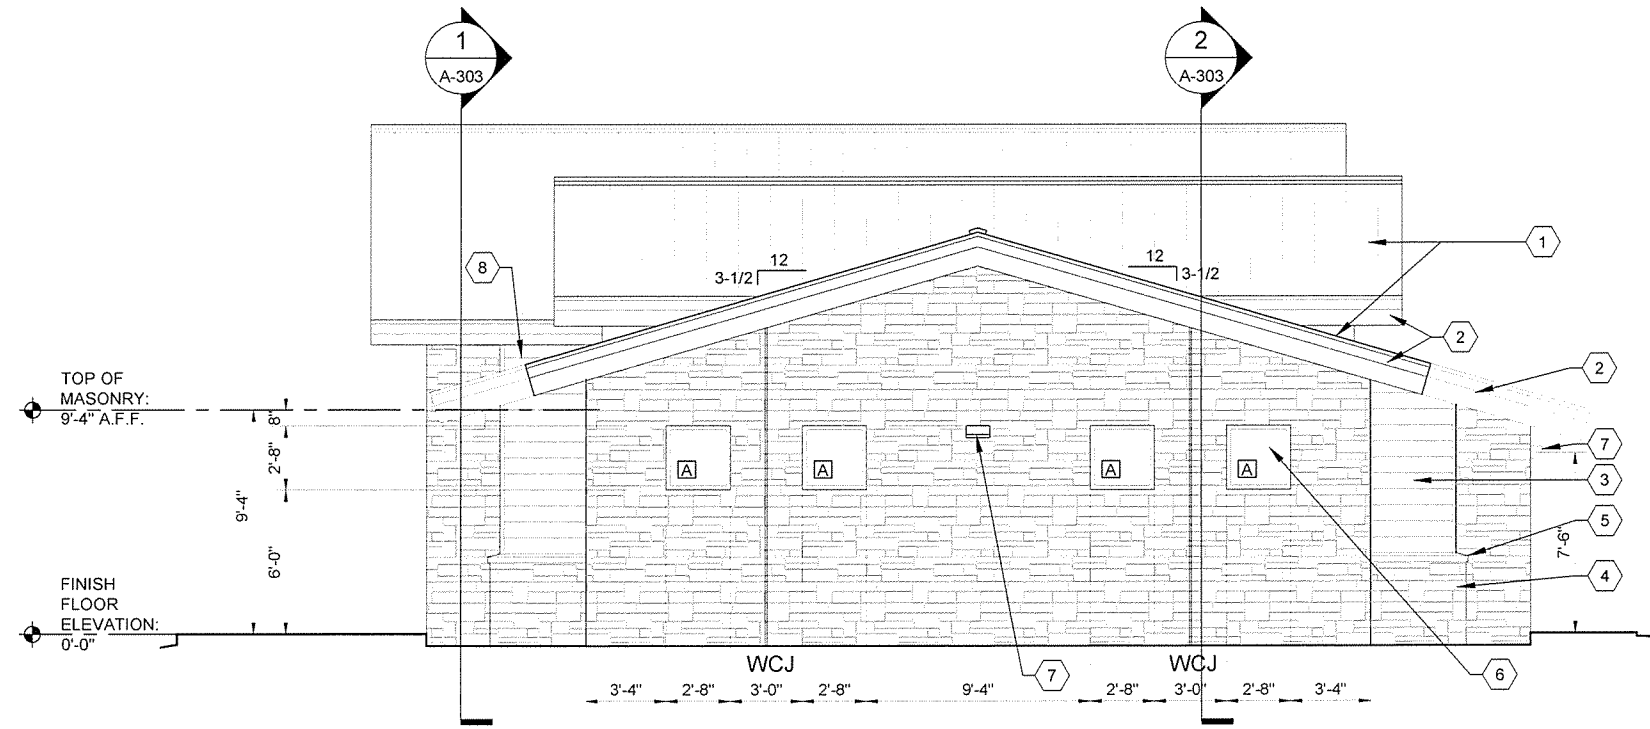 1
A-303
2
A-303
12
3-1/2
12
3-1/2
8
1
2
2
7
3
5
4
6
7
TOP OF
MASONRY:
9'-4" A.F.F.
8"
2'-8"
9'-4"
6'-0"
7'-6"
A
A
A
A
FINISH
FLOOR
ELEVATION:
0'-0"
WCJ
WCJ
3'-4"
2'-8"
3'-0"
2'-8"
9'-4"
2'-8"
3'-0"
2'-8"
3'-4"